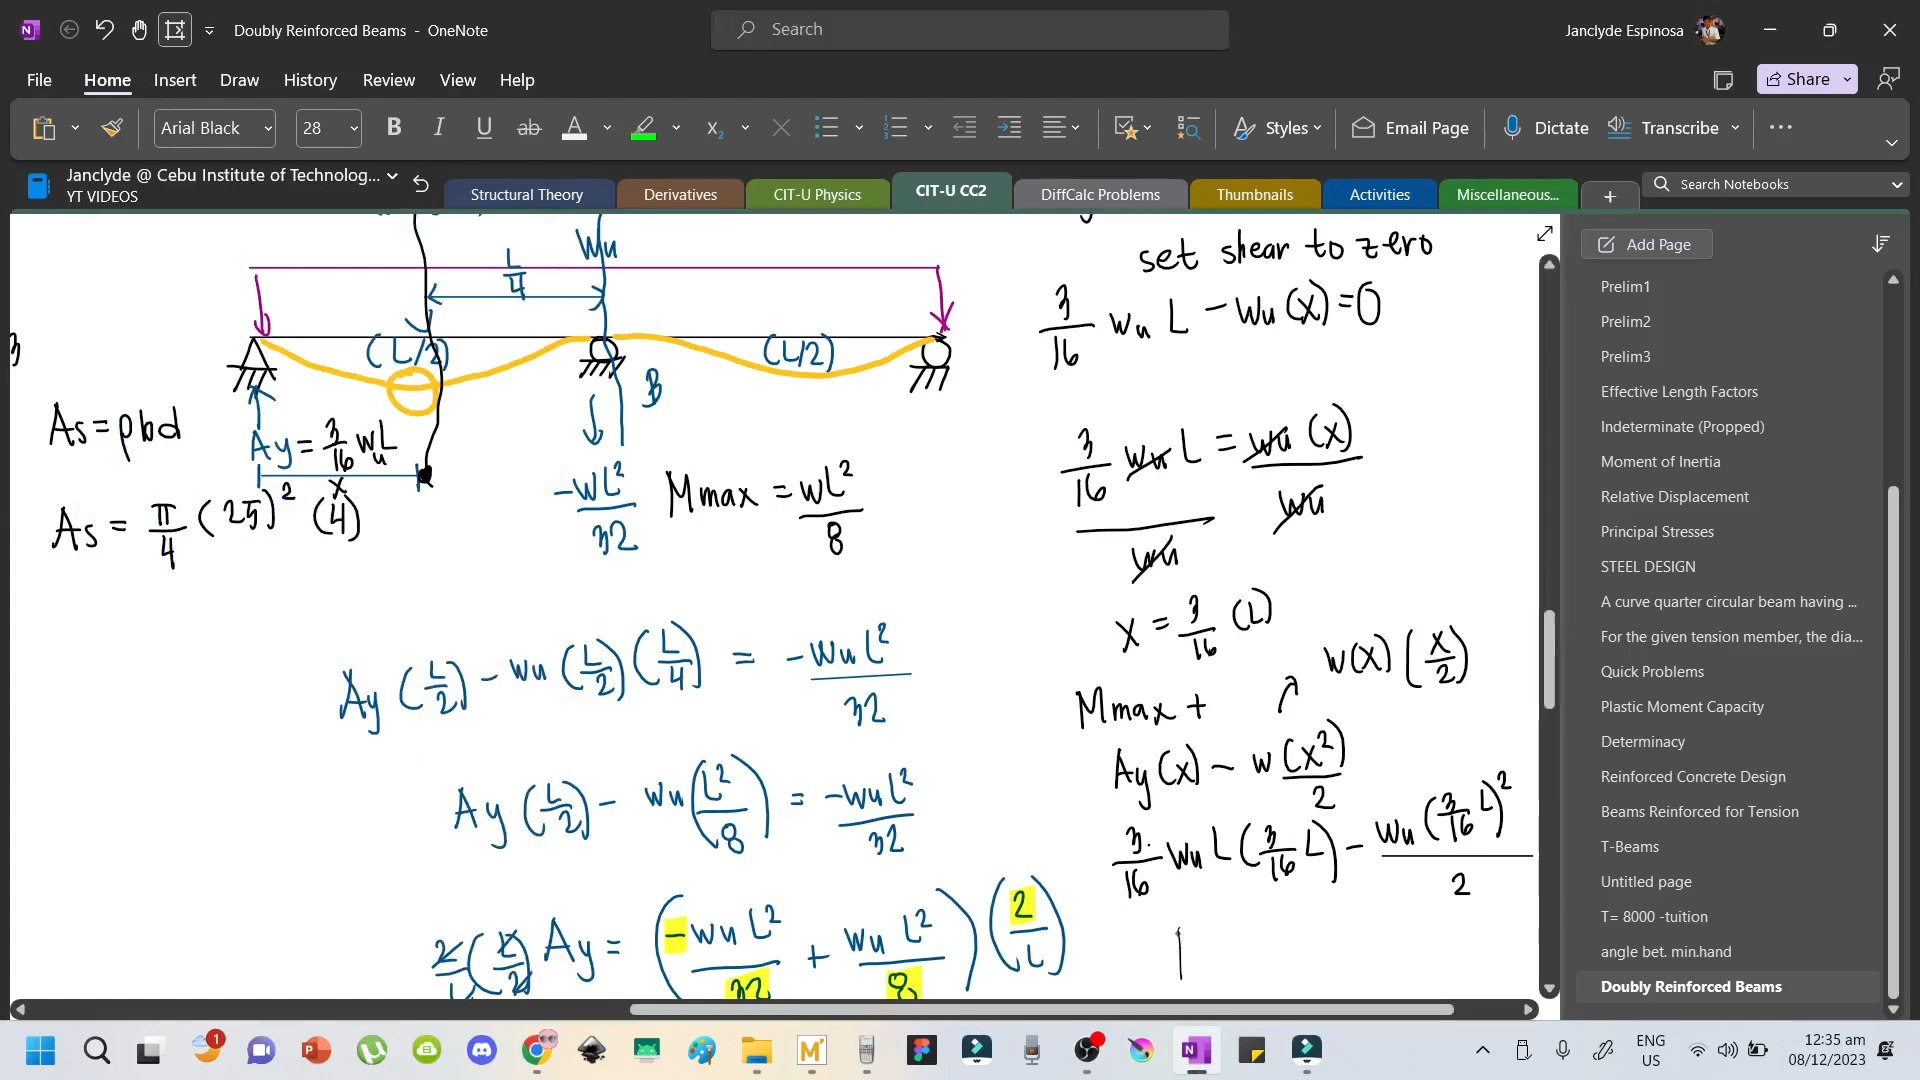 Doubly Reinforced Beams - OneNote
Search
Janclyde Espinosa
File Home Insert Draw History Review View Help
Share
Arial Black 28 B I U ab A x₂ Styles Email Page Dictate Transcribe
Janclyde @ Cebu Institute of Technolog...
YT VIDEOS
Structural Theory Derivatives CIT-U Physics CIT-U CC2 DiffCalc Problems Thumbnails Activities Miscellaneous... +
Search Notebooks
Wu
L/4
(L/2) (L/2)
B
As = ρbd
Ay = 3/16 WuL
x
As = π/4 (25)² (4)
-WL²/32
Mmax = WL²/8
Ay (L/2) - Wu (L/2)(L/4) = -WuL²/32
Ay (L/2) - Wu (L²/8) = -WuL²/32
2/L (L/2) Ay = (-WuL²/32 + WuL²/8)(2/L)
set shear to zero
3/16 Wu L - Wu (x) = 0
3/16 Wu L = Wu (x)
Wu Wu
x = 3/16 (L)
W(x) (x/2)
Mmax +
Ay (x) - W(x²)/2
3/16 Wu L (3/16 L) - Wu (3/16 L)²/2
Add Page
Prelim1
Prelim2
Prelim3
Effective Length Factors
Indeterminate (Propped)
Moment of Inertia
Relative Displacement
Principal Stresses
STEEL DESIGN
A curve quarter circular beam having ...
For the given tension member, the dia...
Quick Problems
Plastic Moment Capacity
Determinacy
Reinforced Concrete Design
Beams Reinforced for Tension
T-Beams
Untitled page
T= 8000 -tuition
angle bet. min.hand
Doubly Reinforced Beams
1
ENG
US
12:35 am
08/12/2023